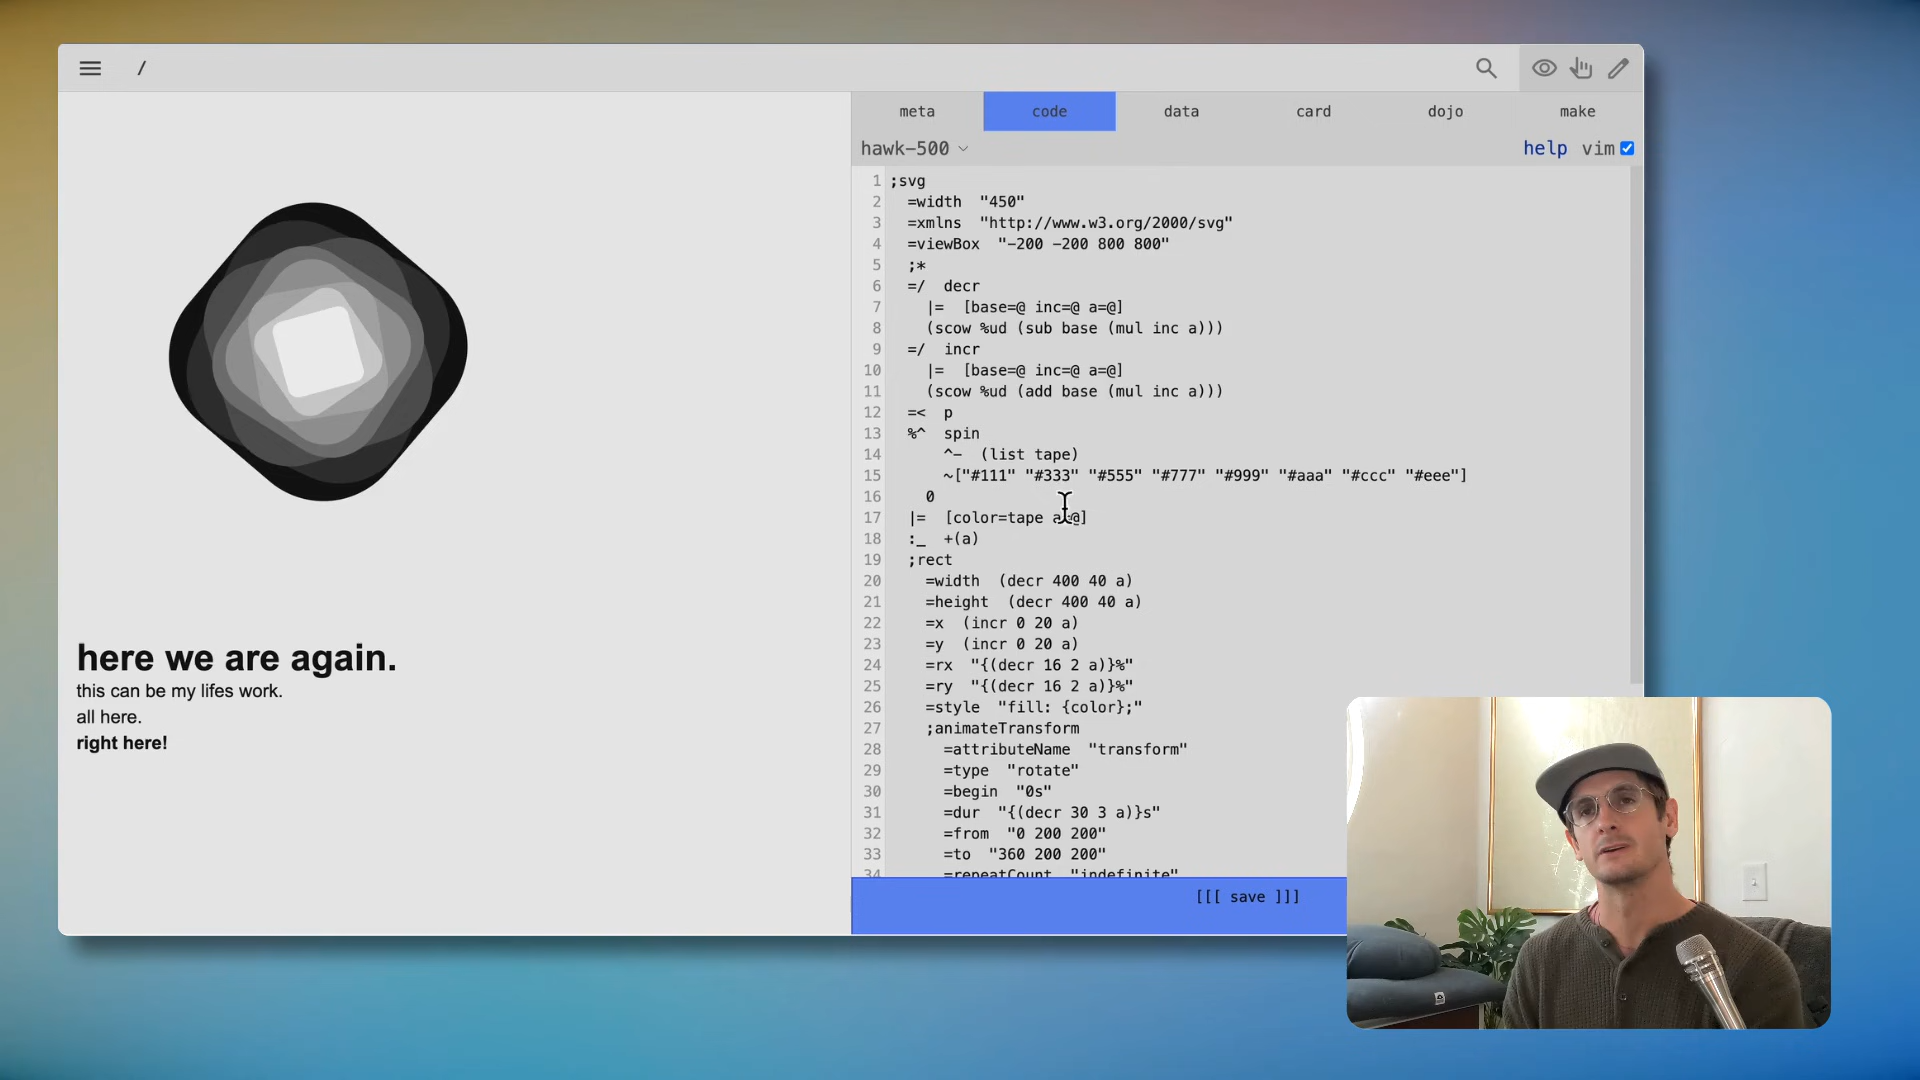 /
meta code data card dojo make
hawk-500 help vim
1 ;svg
2 =width "450"
3 =xmlns "http://www.w3.org/2000/svg"
4 =viewBox "-200 -200 800 800"
5 ;*
6 =/ decr
7 |= [base=@ inc=@ a=@]
8 (scow %ud (sub base (mul inc a)))
9 =/ incr
10 |= [base=@ inc=@ a=@]
11 (scow %ud (add base (mul inc a)))
12 =< p
13 %^ spin
14 ^- (list tape)
15 ~["#111" "#333" "#555" "#777" "#999" "#aaa" "#ccc" "#eee"]
16 0
17 |= [color=tape a=@]
18 :_ +(a)
19 ;rect
20 =width (decr 400 40 a)
21 =height (decr 400 40 a)
22 =x (incr 0 20 a)
23 =y (incr 0 20 a)
24 =rx "{(decr 16 2 a)}%"
25 =ry "{(decr 16 2 a)}%"
26 =style "fill: {color};"
27 ;animateTransform
28 =attributeName "transform"
29 =type "rotate"
30 =begin "0s"
31 =dur "{(decr 30 3 a)}s"
32 =from "0 200 200"
33 =to "360 200 200"
34 =repeatCount "indefinite"
[[[ save ]]]
here we are again.
this can be my lifes work.
all here.
right here!